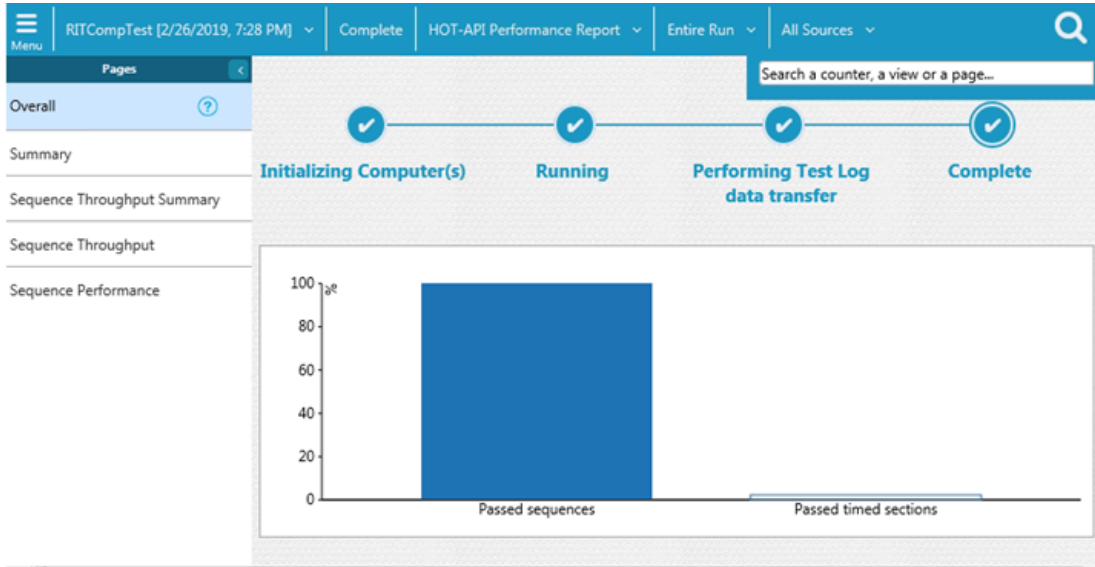 RITCompTest [2/26/2019, 7:28 PM]
Complete
HOT-API Performance Report
Entire Run
All Sources
Menu
Pages
Search a counter, a view or a page...
Overall
?
Summary
Sequence Throughput Summary
Sequence Throughput
Sequence Performance
Initializing Computer(s)
Running
Performing Test Log
data transfer
Complete
%
100
80
60
40
20
0
Passed sequences
Passed timed sections